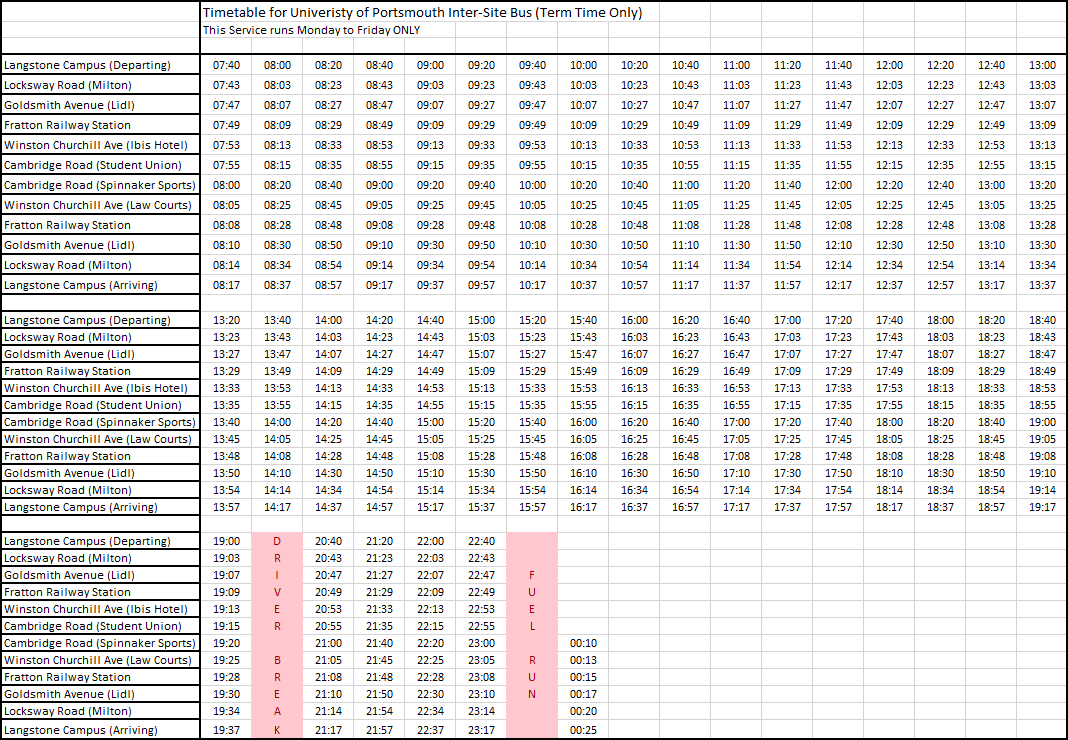 Timetable for Univeristy of Portsmouth Inter-Site Bus (Term Time Only)
This Service runs Monday to Friday ONLY
Langstone Campus (Departing) 07:40 08:00 08:20 08:40 09:00 09:20 09:40 10:00 10:20 10:40 11:00 11:20 11:40 12:00 12:20 12:40 13:00
Locksway Road (Milton) 07:43 08:03 08:23 08:43 09:03 09:23 09:43 10:03 10:23 10:43 11:03 11:23 11:43 12:03 12:23 12:43 13:03
Goldsmith Avenue (Lidl) 07:47 08:07 08:27 08:47 09:07 09:27 09:47 10:07 10:27 10:47 11:07 11:27 11:47 12:07 12:27 12:47 13:07
Fratton Railway Station 07:49 08:09 08:29 08:49 09:09 09:29 09:49 10:09 10:29 10:49 11:09 11:29 11:49 12:09 12:29 12:49 13:09
Winston Churchill Ave (Ibis Hotel) 07:53 08:13 08:33 08:53 09:13 09:33 09:53 10:13 10:33 10:53 11:13 11:33 11:53 12:13 12:33 12:53 13:13
Cambridge Road (Student Union) 07:55 08:15 08:35 08:55 09:15 09:35 09:55 10:15 10:35 10:55 11:15 11:35 11:55 12:15 12:35 12:55 13:15
Cambridge Road (Spinnaker Sports) 08:00 08:20 08:40 09:00 09:20 09:40 10:00 10:20 10:40 11:00 11:20 11:40 12:00 12:20 12:40 13:00 13:20
Winston Churchill Ave (Law Courts) 08:05 08:25 08:45 09:05 09:25 09:45 10:05 10:25 10:45 11:05 11:25 11:45 12:05 12:25 12:45 13:05 13:25
Fratton Railway Station 08:08 08:28 08:48 09:08 09:28 09:48 10:08 10:28 10:48 11:08 11:28 11:48 12:08 12:28 12:48 13:08 13:28
Goldsmith Avenue (Lidl) 08:10 08:30 08:50 09:10 09:30 09:50 10:10 10:30 10:50 11:10 11:30 11:50 12:10 12:30 12:50 13:10 13:30
Locksway Road (Milton) 08:14 08:34 08:54 09:14 09:34 09:54 10:14 10:34 10:54 11:14 11:34 11:54 12:14 12:34 12:54 13:14 13:34
Langstone Campus (Arriving) 08:17 08:37 08:57 09:17 09:37 09:57 10:17 10:37 10:57 11:17 11:37 11:57 12:17 12:37 12:57 13:17 13:37
Langstone Campus (Departing) 13:20 13:40 14:00 14:20 14:40 15:00 15:20 15:40 16:00 16:20 16:40 17:00 17:20 17:40 18:00 18:20 18:40
Locksway Road (Milton) 13:23 13:43 14:03 14:23 14:43 15:03 15:23 15:43 16:03 16:23 16:43 17:03 17:23 17:43 18:03 18:23 18:43
Goldsmith Avenue (Lidl) 13:27 13:47 14:07 14:27 14:47 15:07 15:27 15:47 16:07 16:27 16:47 17:07 17:27 17:47 18:07 18:27 18:47
Fratton Railway Station 13:29 13:49 14:09 14:29 14:49 15:09 15:29 15:49 16:09 16:29 16:49 17:09 17:29 17:49 18:09 18:29 18:49
Winston Churchill Ave (Ibis Hotel) 13:33 13:53 14:13 14:33 14:53 15:13 15:33 15:53 16:13 16:33 16:53 17:13 17:33 17:53 18:13 18:33 18:53
Cambridge Road (Student Union) 13:35 13:55 14:15 14:35 14:55 15:15 15:35 15:55 16:15 16:35 16:55 17:15 17:35 17:55 18:15 18:35 18:55
Cambridge Road (Spinnaker Sports) 13:40 14:00 14:20 14:40 15:00 15:20 15:40 16:00 16:20 16:40 17:00 17:20 17:40 18:00 18:20 18:40 19:00
Winston Churchill Ave (Law Courts) 13:45 14:05 14:25 14:45 15:05 15:25 15:45 16:05 16:25 16:45 17:05 17:25 17:45 18:05 18:25 18:45 19:05
Fratton Railway Station 13:48 14:08 14:28 14:48 15:08 15:28 15:48 16:08 16:28 16:48 17:08 17:28 17:48 18:08 18:28 18:48 19:08
Goldsmith Avenue (Lidl) 13:50 14:10 14:30 14:50 15:10 15:30 15:50 16:10 16:30 16:50 17:10 17:30 17:50 18:10 18:30 18:50 19:10
Locksway Road (Milton) 13:54 14:14 14:34 14:54 15:14 15:34 15:54 16:14 16:34 16:54 17:14 17:34 17:54 18:14 18:34 18:54 19:14
Langstone Campus (Arriving) 13:57 14:17 14:37 14:57 15:17 15:37 15:57 16:17 16:37 16:57 17:17 17:37 17:57 18:17 18:37 18:57 19:17
Langstone Campus (Departing) 19:00 D 20:40 21:20 22:00 22:40
Locksway Road (Milton) 19:03 R 20:43 21:23 22:03 22:43
Goldsmith Avenue (Lidl) 19:07 I 20:47 21:27 22:07 22:47 F
Fratton Railway Station 19:09 V 20:49 21:29 22:09 22:49 U
Winston Churchill Ave (Ibis Hotel) 19:13 E 20:53 21:33 22:13 22:53 E
Cambridge Road (Student Union) 19:15 R 20:55 21:35 22:15 22:55 L
Cambridge Road (Spinnaker Sports) 19:20 21:00 21:40 22:20 23:00 00:10
Winston Churchill Ave (Law Courts) 19:25 B 21:05 21:45 22:25 23:05 R 00:13
Fratton Railway Station 19:28 R 21:08 21:48 22:28 23:08 U 00:15
Goldsmith Avenue (Lidl) 19:30 E 21:10 21:50 22:30 23:10 N 00:17
Locksway Road (Milton) 19:34 A 21:14 21:54 22:34 23:14 00:20
Langstone Campus (Arriving) 19:37 K 21:17 21:57 22:37 23:17 00:25